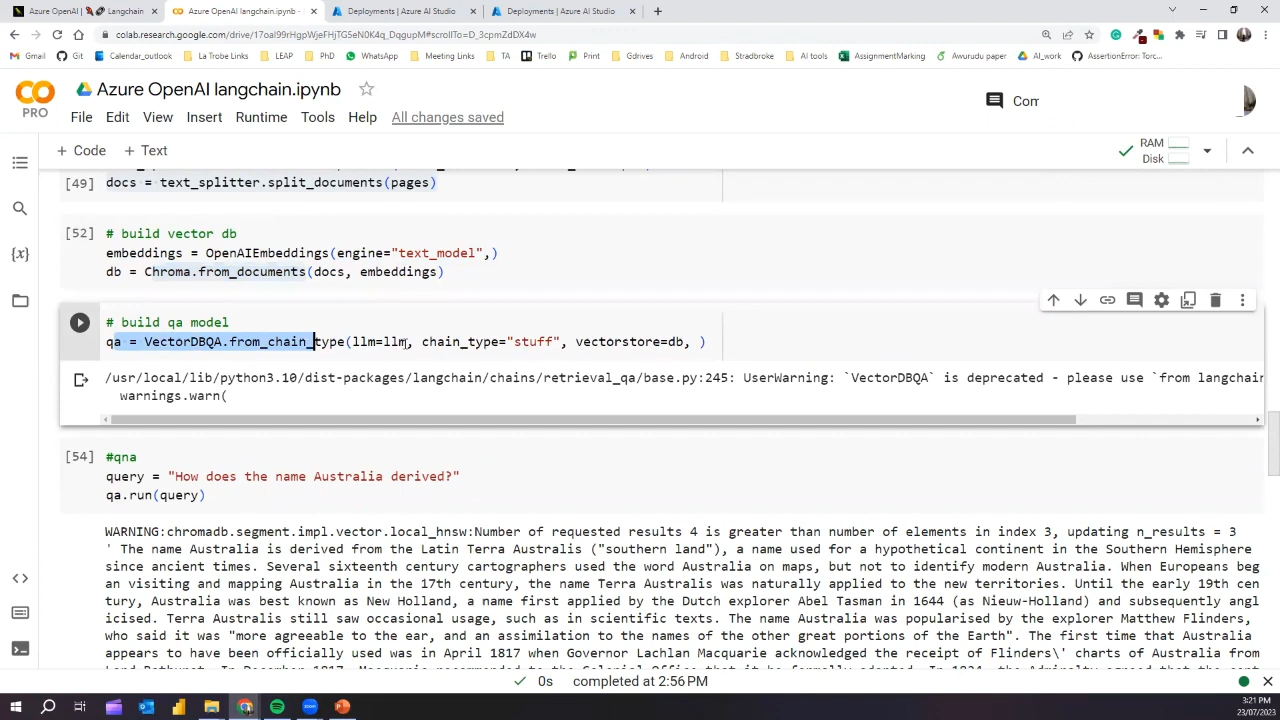 Azure OpenAI | 🦜🔗 Langchain
Azure OpenAI langchain.ipynb -
Deployments | Azure AI Studio
Deployments | Azure AI Studio
colab.research.google.com/drive/17oal99rHgpWjeFHjTGSeN0K4q_DqgupM#scrollTo=D_3cpmZdDX4w
Gmail
Git
Calendar_outlook
La Trobe Links
LEAP
PhD
WhatsApp
Meeting Links
TA
Trello
Print
Gdrives
Android
Stradbroke
AI tools
AssignmentMarking
Awurudu paper
AI_work
AssertionError: Torc...
PRO
Azure OpenAI langchain.ipynb
Com
File Edit View Insert Runtime Tools Help All changes saved
+ Code + Text
RAM
Disk
[49] docs = text_splitter.split_documents(pages)
[52] # build vector db
embeddings = OpenAIEmbeddings(engine="text_model",)
db = Chroma.from_documents(docs, embeddings)
# build qa model
qa = VectorDBQA.from_chain_type(llm=llm, chain_type="stuff", vectorstore=db, )
/usr/local/lib/python3.10/dist-packages/langchain/chains/retrieval_qa/base.py:245: UserWarning: `VectorDBQA` is deprecated - please use `from langchain
warnings.warn(
[54] #qna
query = "How does the name Australia derived?"
qa.run(query)
WARNING:chromadb.segment.impl.vector.local_hnsw:Number of requested results 4 is greater than number of elements in index 3, updating n_results = 3
' The name Australia is derived from the Latin Terra Australis ("southern land"), a name used for a hypothetical continent in the Southern Hemisphere
since ancient times. Several sixteenth century cartographers used the word Australia on maps, but not to identify modern Australia. When Europeans beg
an visiting and mapping Australia in the 17th century, the name Terra Australis was naturally applied to the new territories. Until the early 19th cen
tury, Australia was best known as New Holland, a name first applied by the Dutch explorer Abel Tasman in 1644 (as Nieuw-Holland) and subsequently angl
icised. Terra Australis still saw occasional usage, such as in scientific texts. The name Australia was popularised by the explorer Matthew Flinders,
who said it was "more agreeable to the ear, and an assimilation to the names of the other great portions of the Earth". The first time that Australia
appears to have been officially used was in April 1817 when Governor Lachlan Macquarie acknowledged the receipt of Flinders\' charts of Australia from
0s completed at 2:56 PM
3:21 PM
23/07/2023